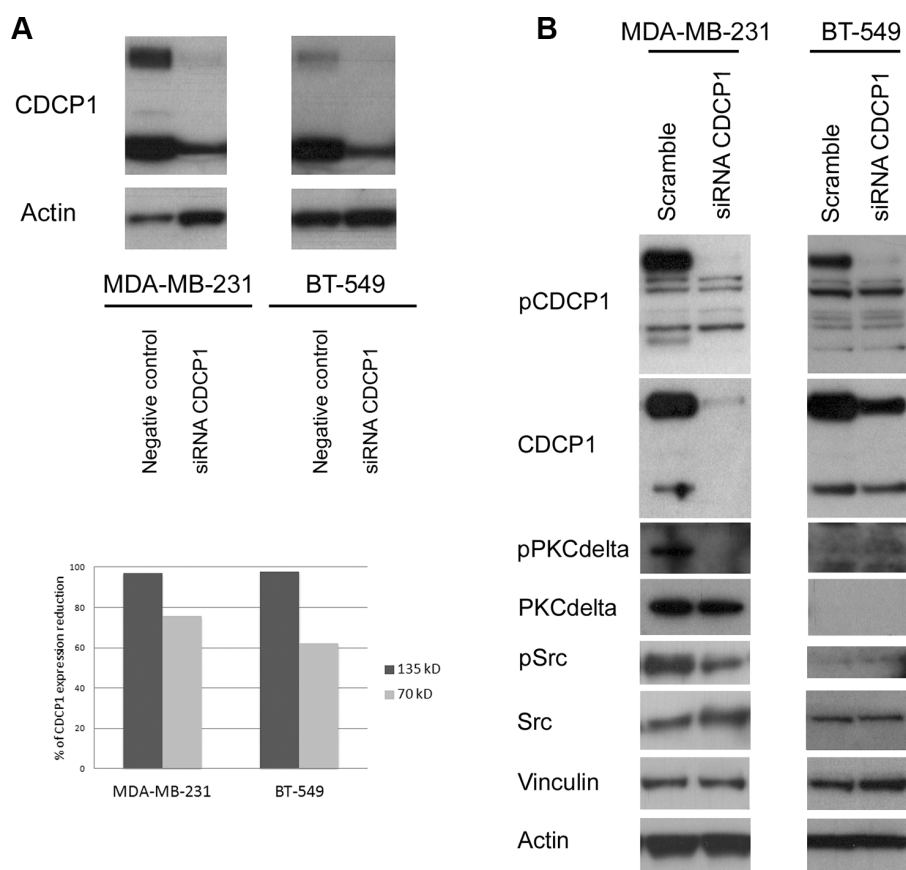 A
CDCP1
Actin
MDA-MB-231
BT-549
Negative control
siRNA CDCP1
Negative control
siRNA CDCP1
% of CDCP1 expression reduction
100
80
60
40
20
0
MDA-MB-231
BT-549
135 kD
70 kD
B
MDA-MB-231
BT-549
Scramble
siRNA CDCP1
Scramble
siRNA CDCP1
pCDCP1
CDCP1
pPKCdelta
PKCdelta
pSrc
Src
Vinculin
Actin